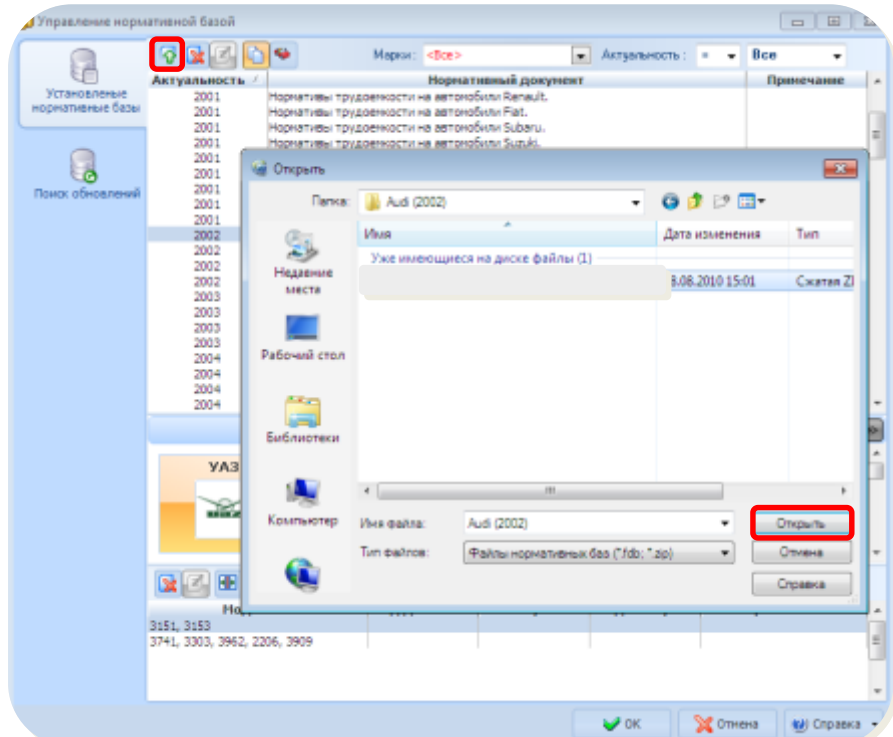 Управление нормативной базой
Марки: <Все> Актуальность: = Все
Установленые нормативные базы
Поиск обновлений
Актуальность Нормативный документ Примечание
2001 Нормативы трудоемкости на автомобили Renault.
2001 Нормативы трудоемкости на автомобили Fiat.
2001 Нормативы трудоемкости на автомобили Subaru.
2001 Нормативы трудоемкости на автомобили Suzuki.
2001
2001
2001
2001
2001
2002
2002
2002
2002
2003
2003
2003
2003
2004
2004
2004
2004
Открыть
Папка: Audi (2002)
Имя Дата изменения Тип
Уже имеющиеся на диске файлы (1)
8.08.2010 15:01 Сжатая ZI
Недавние места
Рабочий стол
Библиотеки
Компьютер
Имя файла: Audi (2002) Открыть
Тип файлов: Файлы нормативных баз (*.fdb; *.zip) Отмена
Справка
УАЗ
UAZ
3151, 3153
3741, 3303, 3962, 2206, 3909
OK Отмена Справка